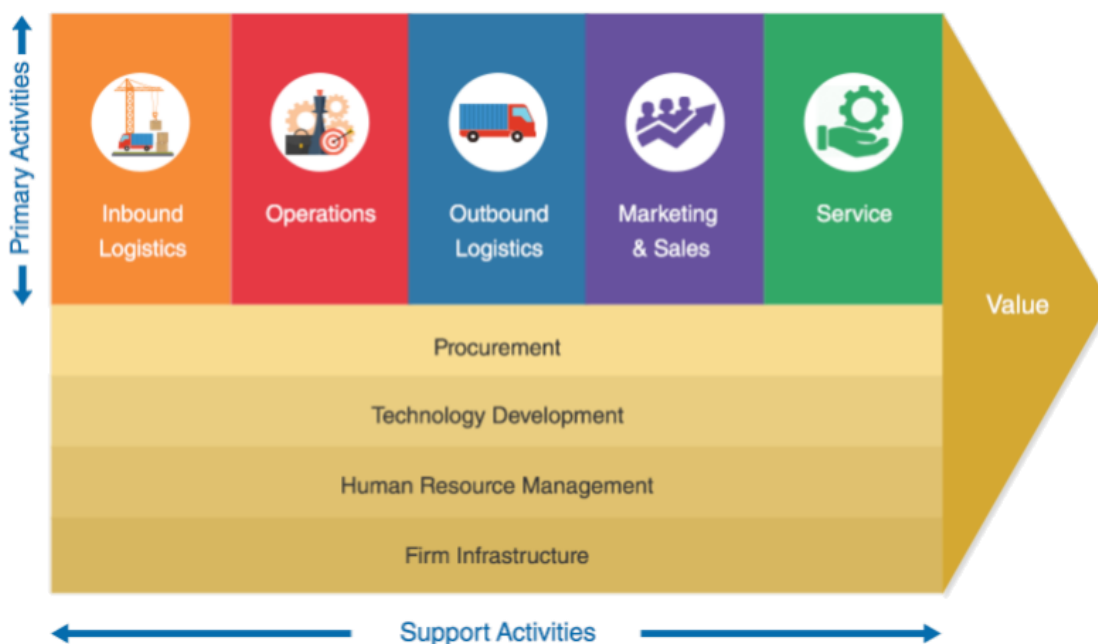 Primary Activities
Inbound
Logistics
Operations
Outbound
Logistics
Marketing
& Sales
Service
Value
Procurement
Technology Development
Human Resource Management
Firm Infrastructure
Support Activities